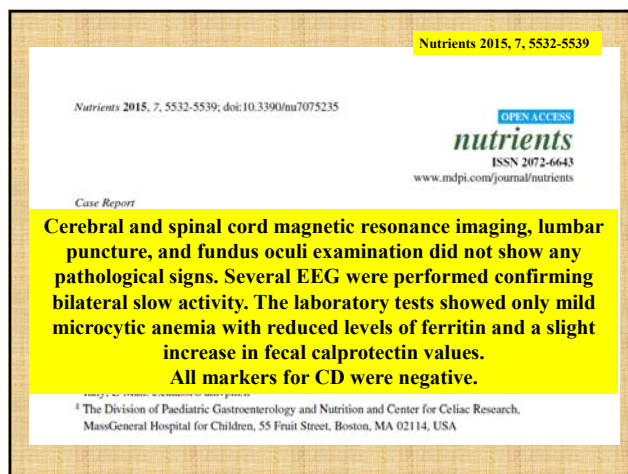 Nutrients 2015, 7, 5532-5539
Nutrients 2015, 7, 5532-5539; doi:10.3390/nu7075235
OPEN ACCESS
nutrients
ISSN 2072-6643
www.mdpi.com/journal/nutrients
Case Report
Cerebral and spinal cord magnetic resonance imaging, lumbar
puncture, and fundus oculi examination did not show any
pathological signs. Several EEG were performed confirming
bilateral slow activity. The laboratory tests showed only mild
microcytic anemia with reduced levels of ferritin and a slight
increase in fecal calprotectin values.
All markers for CD were negative.
4 The Division of Paediatric Gastroenterology and Nutrition and Center for Celiac Research,
MassGeneral Hospital for Children, 55 Fruit Street, Boston, MA 02114, USA